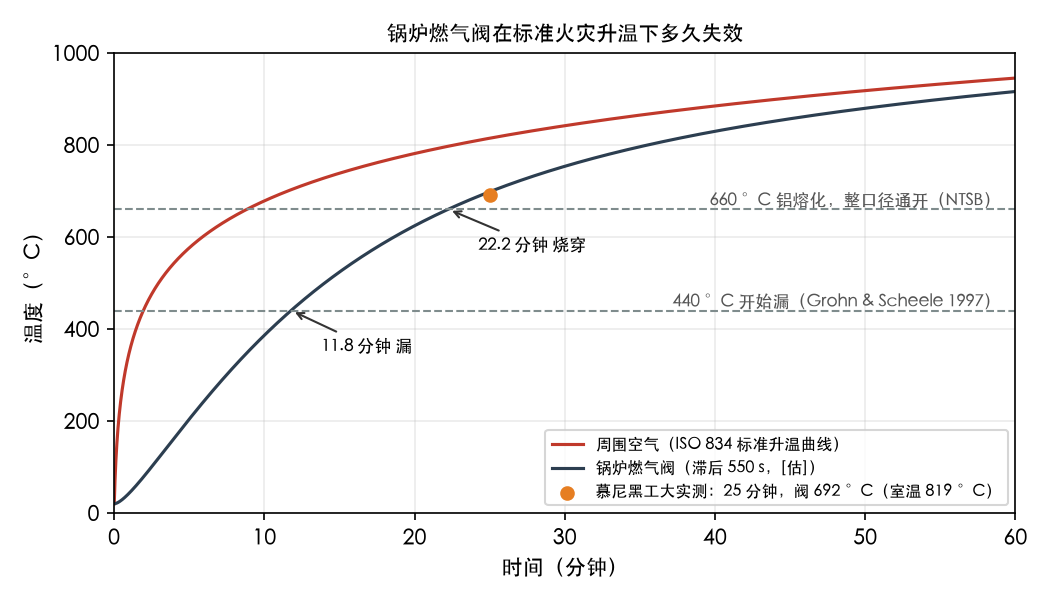 锅炉燃气阀在标准火灾升温下多久失效
温度（°C）
1000
800
600
400
200
0
660°C 铝熔化，整口径通开（NTSB）
22.2 分钟 烧穿
440°C 开始漏（Grohn & Scheele 1997）
11.8 分钟 漏
周围空气（ISO 834 标准升温曲线）
锅炉燃气阀（滞后 550 s，[估]）
慕尼黑工大实测：25 分钟，阀 692°C（室温 819°C）
0 10 20 30 40 50 60
时间（分钟）